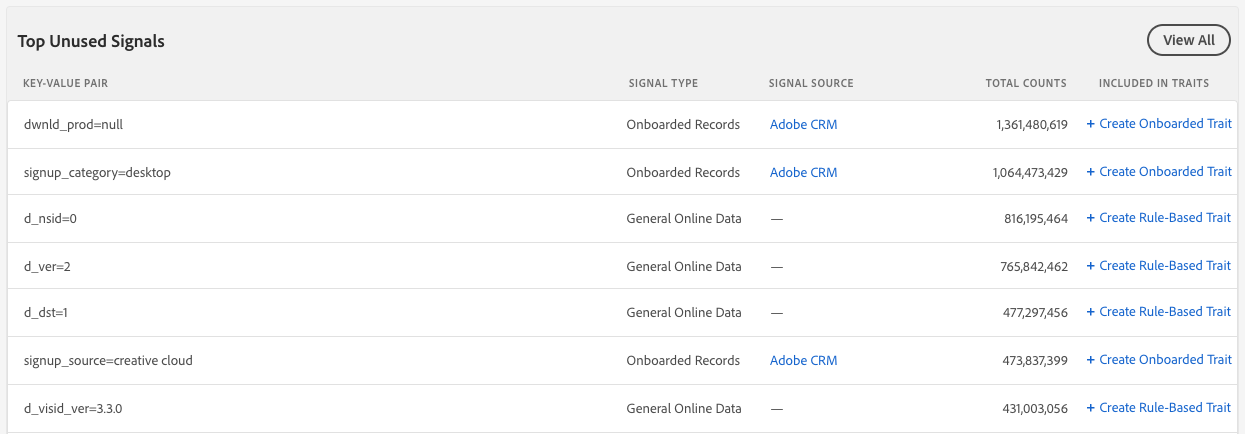 Top Unused Signals View All
KEY-VALUE PAIR SIGNAL TYPE SIGNAL SOURCE TOTAL COUNTS INCLUDED IN TRAITS
dwnld_prod=null Onboarded Records Adobe CRM 1,361,480,619 + Create Onboarded Trait
signup_category=desktop Onboarded Records Adobe CRM 1,064,473,429 + Create Onboarded Trait
d_nsid=0 General Online Data — 816,195,464 + Create Rule-Based Trait
d_ver=2 General Online Data — 765,842,462 + Create Rule-Based Trait
d_dst=1 General Online Data — 477,297,456 + Create Rule-Based Trait
signup_source=creative cloud Onboarded Records Adobe CRM 473,837,399 + Create Onboarded Trait
d_visid_ver=3.3.0 General Online Data — 431,003,056 + Create Rule-Based Trait